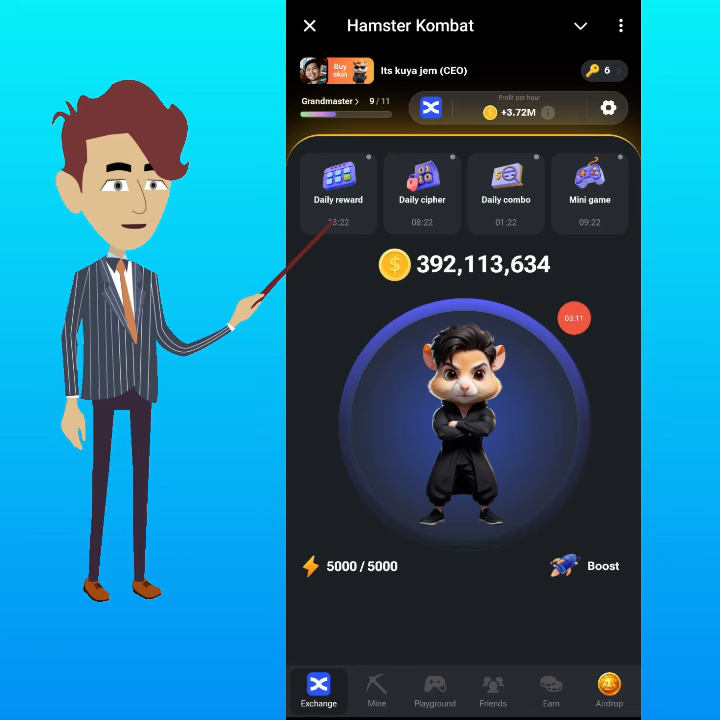 Hamster Kombat
Buy
skin
Its kuya jem (CEO)
6
Grandmaster
9 / 11
Profit per hour
+3.72M
Daily reward
Daily cipher
Daily combo
Mini game
08:22
01:22
09:22
392,113,634
03:11
5000 / 5000
Boost
Exchange
Mine
Playground
Friends
Earn
Airdrop